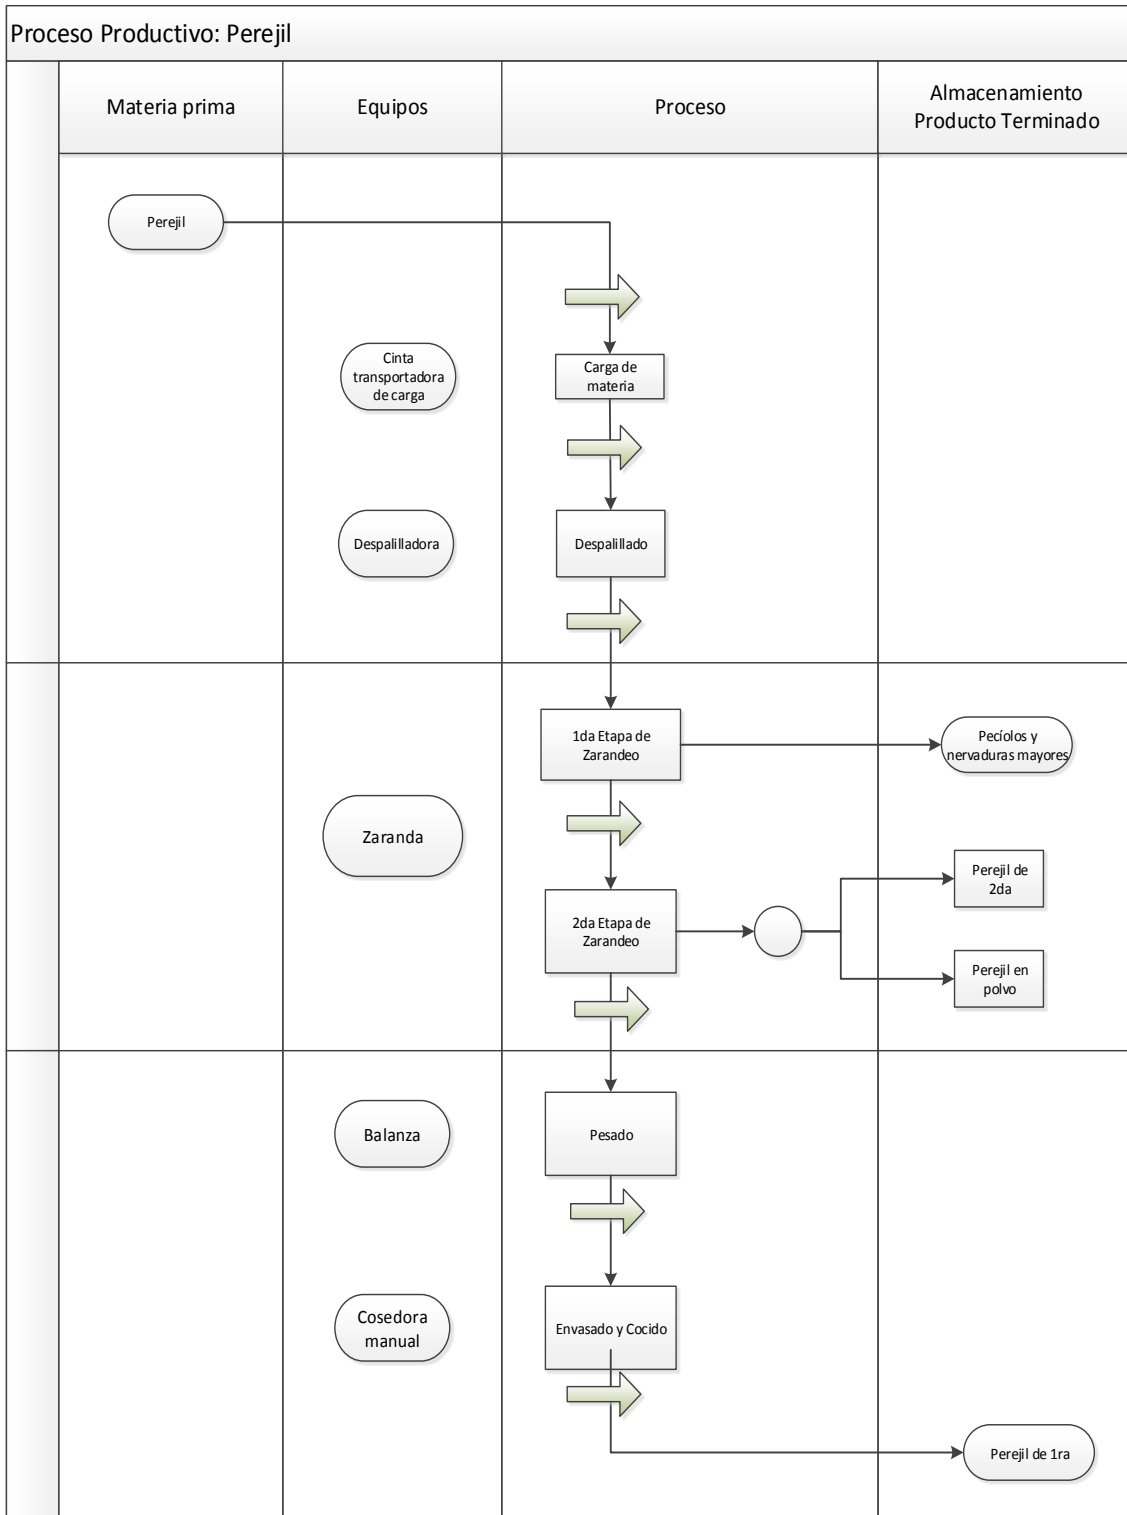 Proceso Productivo: Perejil
Materia prima
Equipos
Proceso
Almacenamiento
Producto Terminado
Perejil
Cinta
transportadora
de carga
Carga de
materia
Despalilladora
Despalillado
1da Etapa de
Zarandeo
Pecíolos y
nervaduras mayores
Zaranda
Perejil de
2da
2da Etapa de
Zarandeo
Perejil en
polvo
Balanza
Pesado
Cosedora
manual
Envasado y Cocido
Perejil de 1ra